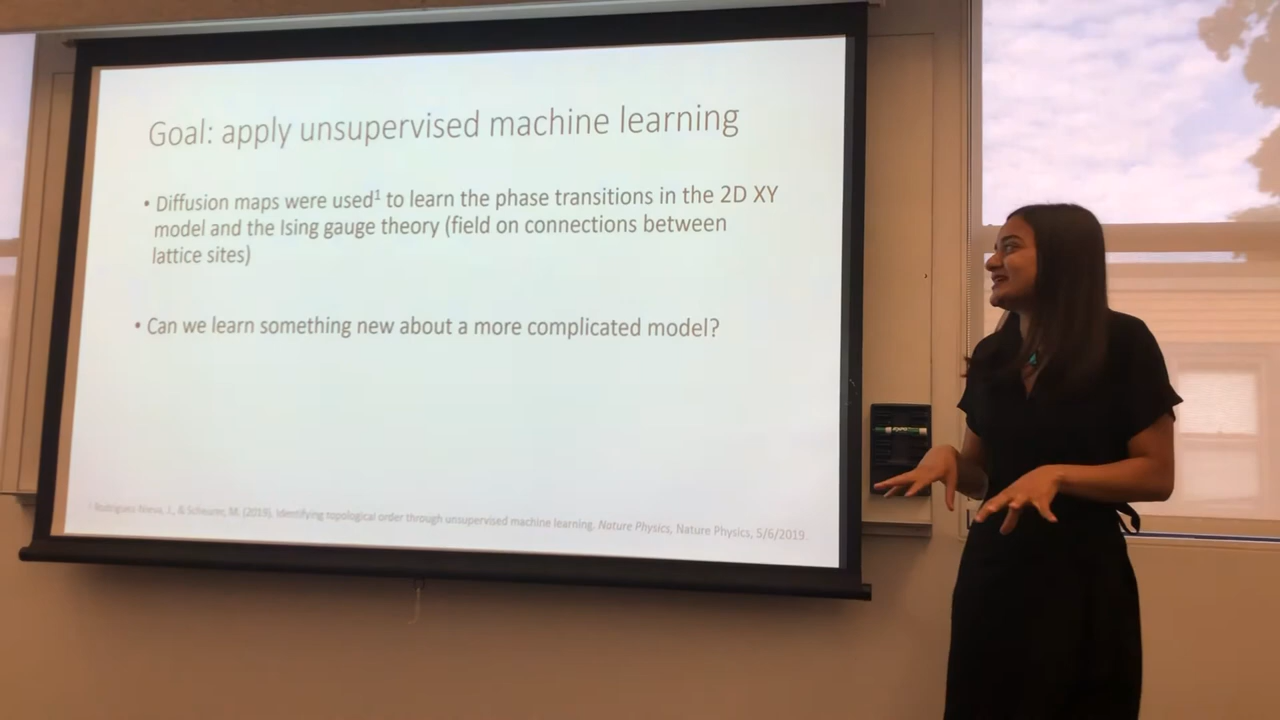 Goal: apply unsupervised machine learning
• Diffusion maps were used¹ to learn the phase transitions in the 2D XY
model and the Ising gauge theory (field on connections between
lattice sites)
• Can we learn something new about a more complicated model?
¹ Rodriguez-Nieva, J., & Scheurer, M. (2019). Identifying topological order through unsupervised machine learning. Nature Physics, Nature Physics, 5/6/2019.